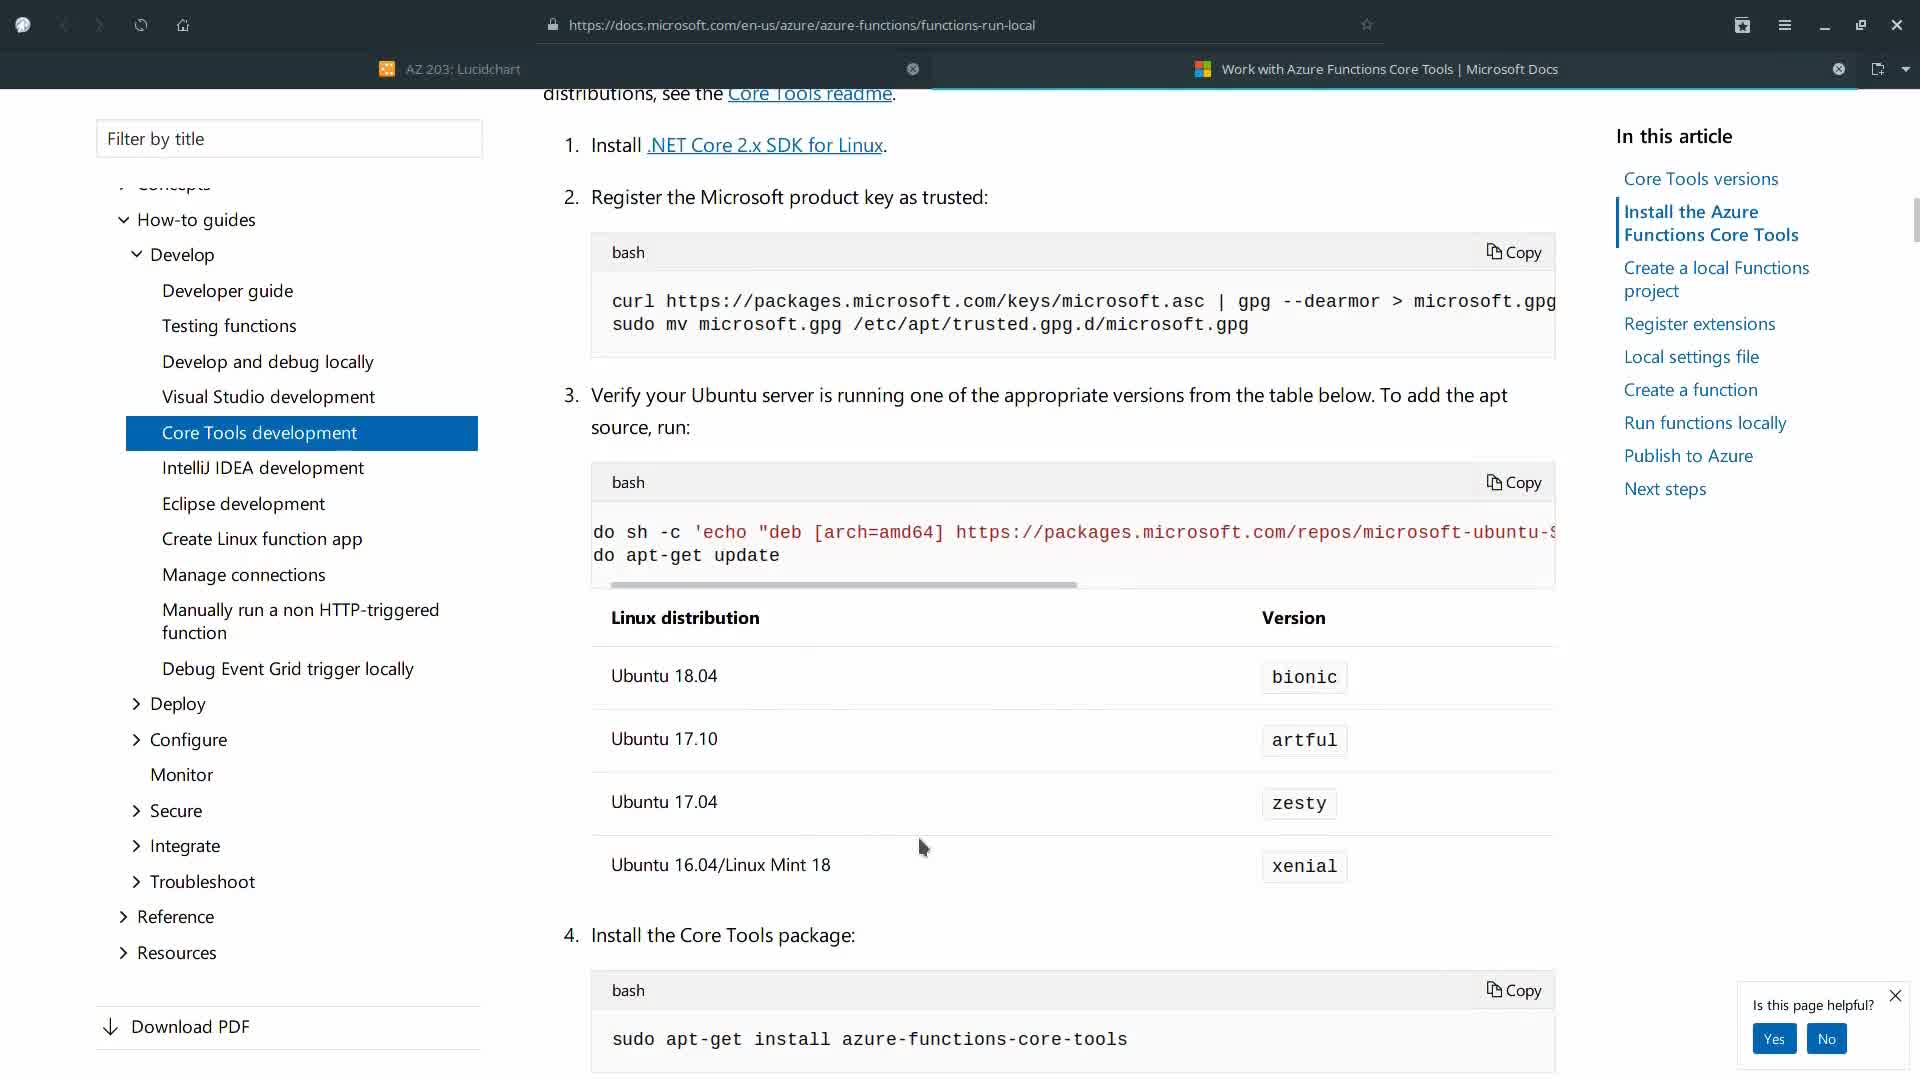 https://docs.microsoft.com/en-us/azure/azure-functions/functions-run-local
AZ 203: Lucidchart
Work with Azure Functions Core Tools | Microsoft Docs
Filter by title
Concepts
How-to guides
Develop
Developer guide
Testing functions
Develop and debug locally
Visual Studio development
Core Tools development
IntelliJ IDEA development
Eclipse development
Create Linux function app
Manage connections
Manually run a non HTTP-triggered
function
Debug Event Grid trigger locally
Deploy
Configure
Monitor
Secure
Integrate
Troubleshoot
Reference
Resources
Download PDF
distributions, see the Core Tools readme.
1. Install .NET Core 2.x SDK for Linux.
2. Register the Microsoft product key as trusted:
bash
Copy
curl https://packages.microsoft.com/keys/microsoft.asc | gpg --dearmor > microsoft.gpg
sudo mv microsoft.gpg /etc/apt/trusted.gpg.d/microsoft.gpg
3. Verify your Ubuntu server is running one of the appropriate versions from the table below. To add the apt
source, run:
bash
Copy
do sh -c 'echo "deb [arch=amd64] https://packages.microsoft.com/repos/microsoft-ubuntu-$
do apt-get update
Linux distribution Version
Ubuntu 18.04 bionic
Ubuntu 17.10 artful
Ubuntu 17.04 zesty
Ubuntu 16.04/Linux Mint 18 xenial
4. Install the Core Tools package:
bash
Copy
sudo apt-get install azure-functions-core-tools
In this article
Core Tools versions
Install the Azure
Functions Core Tools
Create a local Functions
project
Register extensions
Local settings file
Create a function
Run functions locally
Publish to Azure
Next steps
Is this page helpful?
Yes No